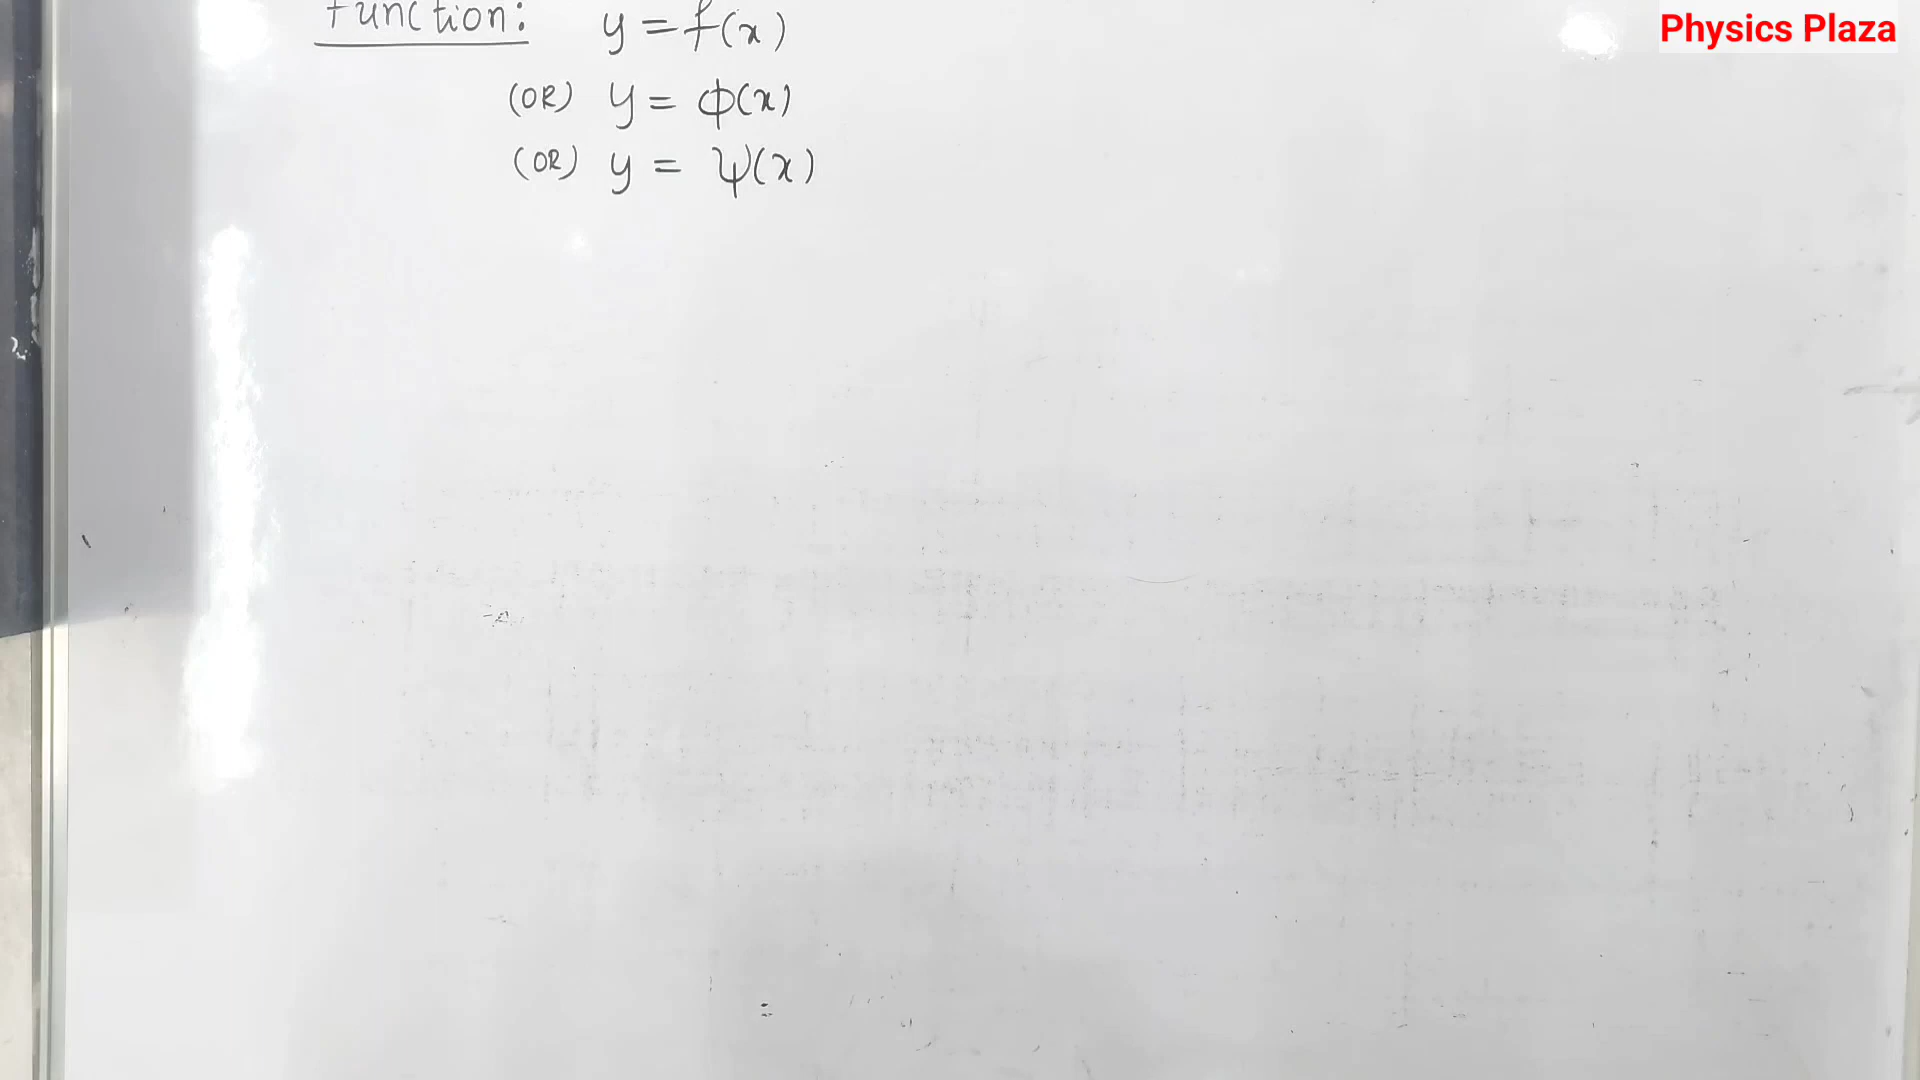 Function: y = f(x)
Physics Plaza
(OR) y = φ(x)
(OR) y = ψ(x)